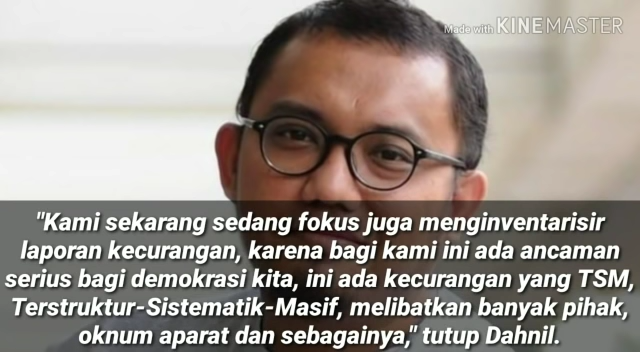 Made with KINEMASTER
"Kami sekarang sedang fokus juga menginventarisir
laporan kecurangan, karena bagi kami ini ada ancaman
serius bagi demokrasi kita, ini ada kecurangan yang TSM,
Terstruktur-Sistematik-Masif, melibatkan banyak pihak,
oknum aparat dan sebagainya," tutup Dahnil.